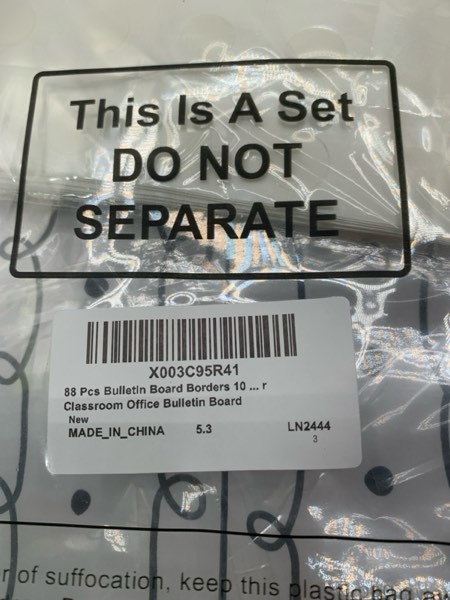 This Is A Set
DO NOT
SEPARATE
X003C95R41
88 Pcs Bulletin Board Borders 10 ... r
Classroom Office Bulletin Board
New
MADE_IN_CHINA 5.3 LN2444
3
r of suffocation, keep this plastic bag aw